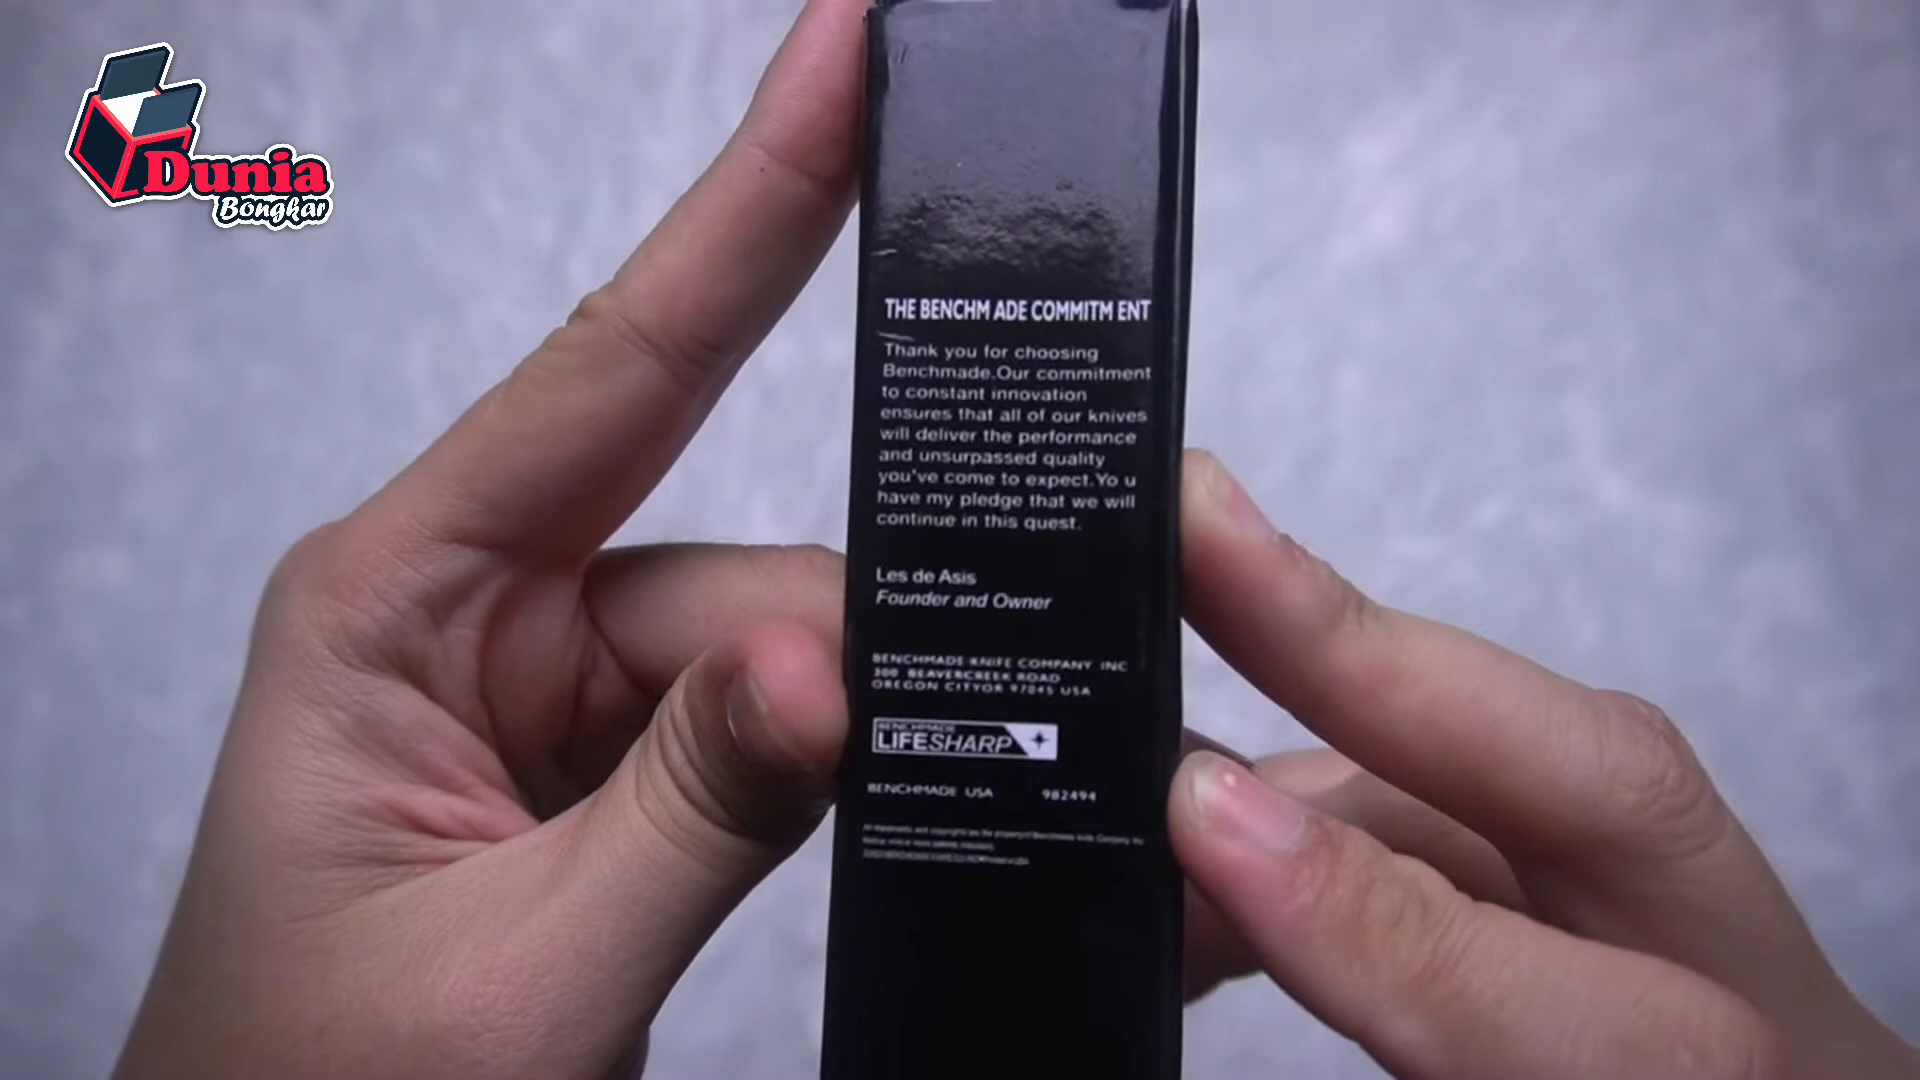 Dunia
Bongkar
THE BENCHM ADE COMMITM ENT
Thank you for choosing
Benchmade.Our commitment
to constant innovation
ensures that all of our knives
will deliver the performance
and unsurpassed quality
you've come to expect.Yo u
have my pledge that we will
continue in this quest.
Les de Asis
Founder and Owner
BENCHMADE KNIFE COMPANY INC
300 BEAVERCREEK ROAD
OREGON CITYOR 97045 USA
BENCHMADE
LIFESHARP
BENCHMADE USA 982494